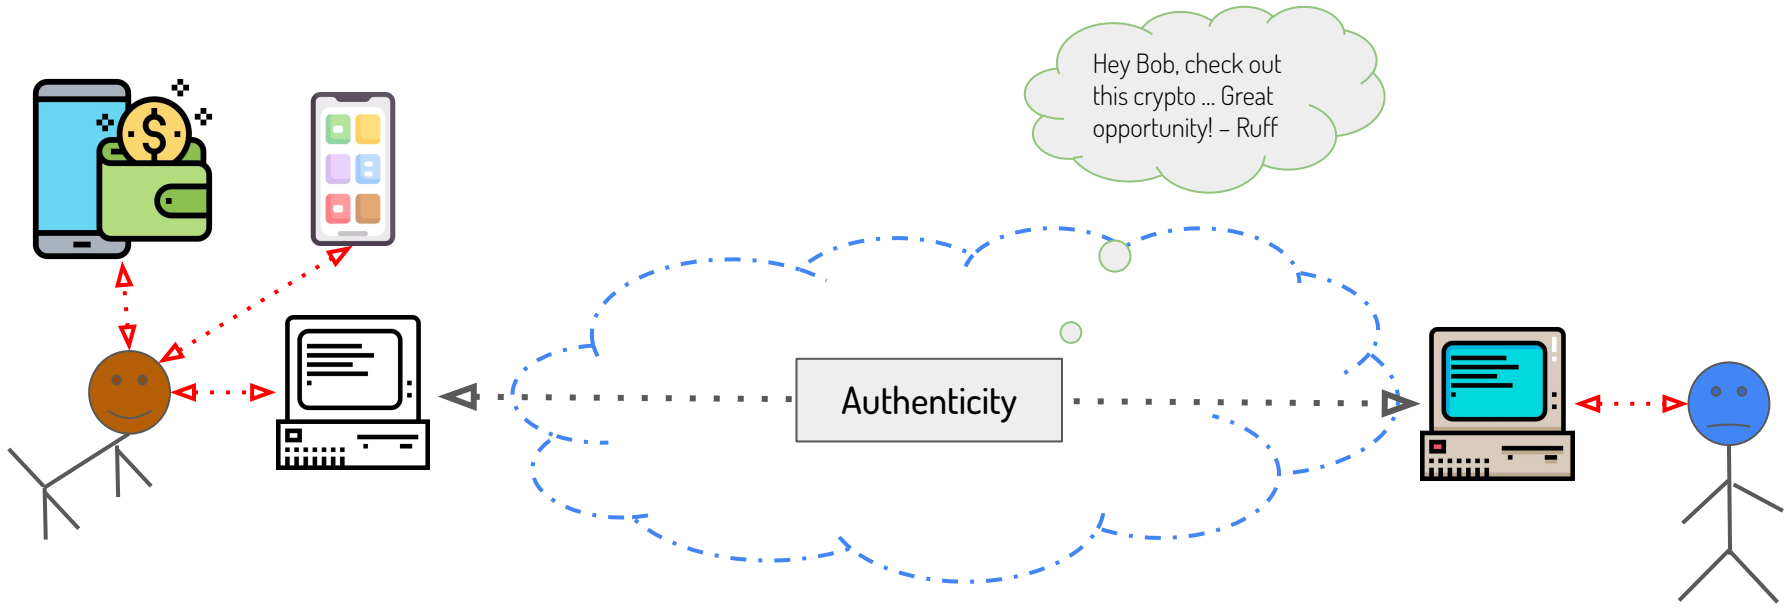 Hey Bob, check out
this crypto ... Great
opportunity! – Ruff
Authenticity